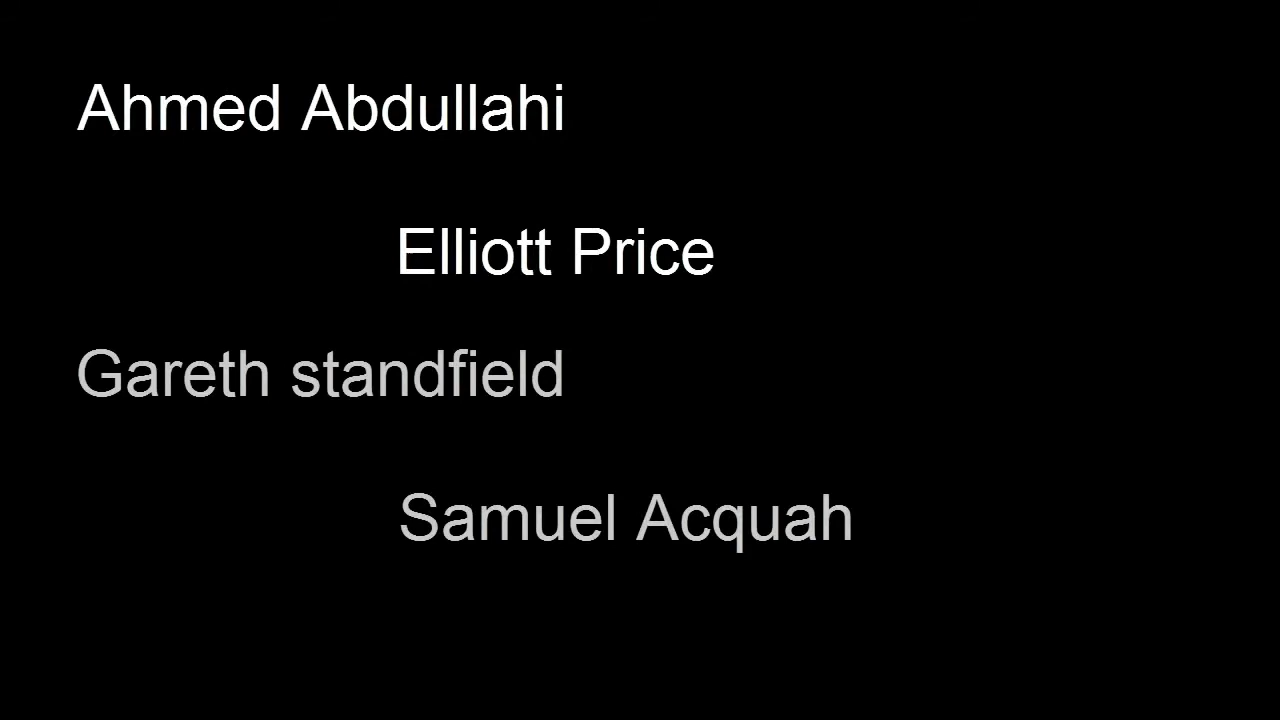 Ahmed Abdullahi
Elliott Price
Gareth standfield
Samuel Acquah